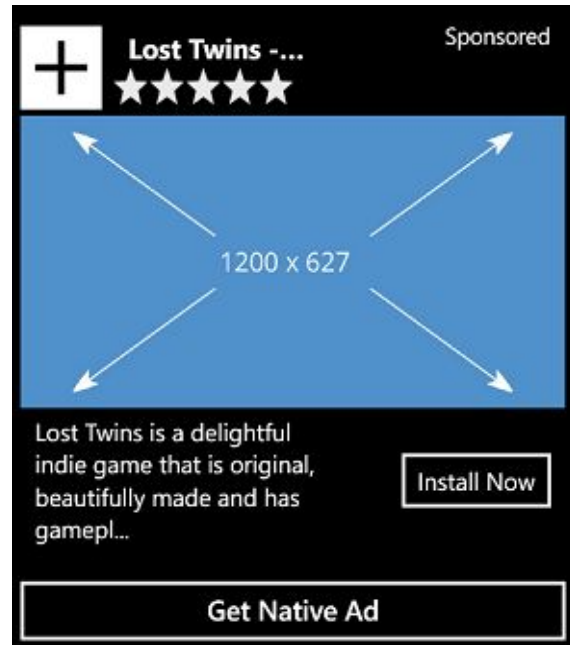 Lost Twins -...
Sponsored
1200 x 627
Lost Twins is a delightful
indie game that is original,
beautifully made and has
gamepl...
Install Now
Get Native Ad